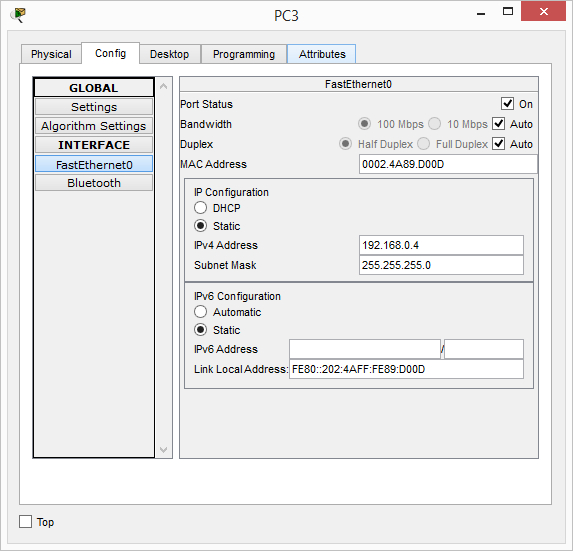 PC3
Physical Config Desktop Programming Attributes
GLOBAL
Settings
Algorithm Settings
INTERFACE
FastEthernet0
Bluetooth
FastEthernet0
Port Status On
Bandwidth 100 Mbps 10 Mbps Auto
Duplex Half Duplex Full Duplex Auto
MAC Address 0002.4A89.D00D
IP Configuration
DHCP
Static
IPv4 Address 192.168.0.4
Subnet Mask 255.255.255.0
IPv6 Configuration
Automatic
Static
IPv6 Address /
Link Local Address: FE80::202:4AFF:FE89:D00D
Top